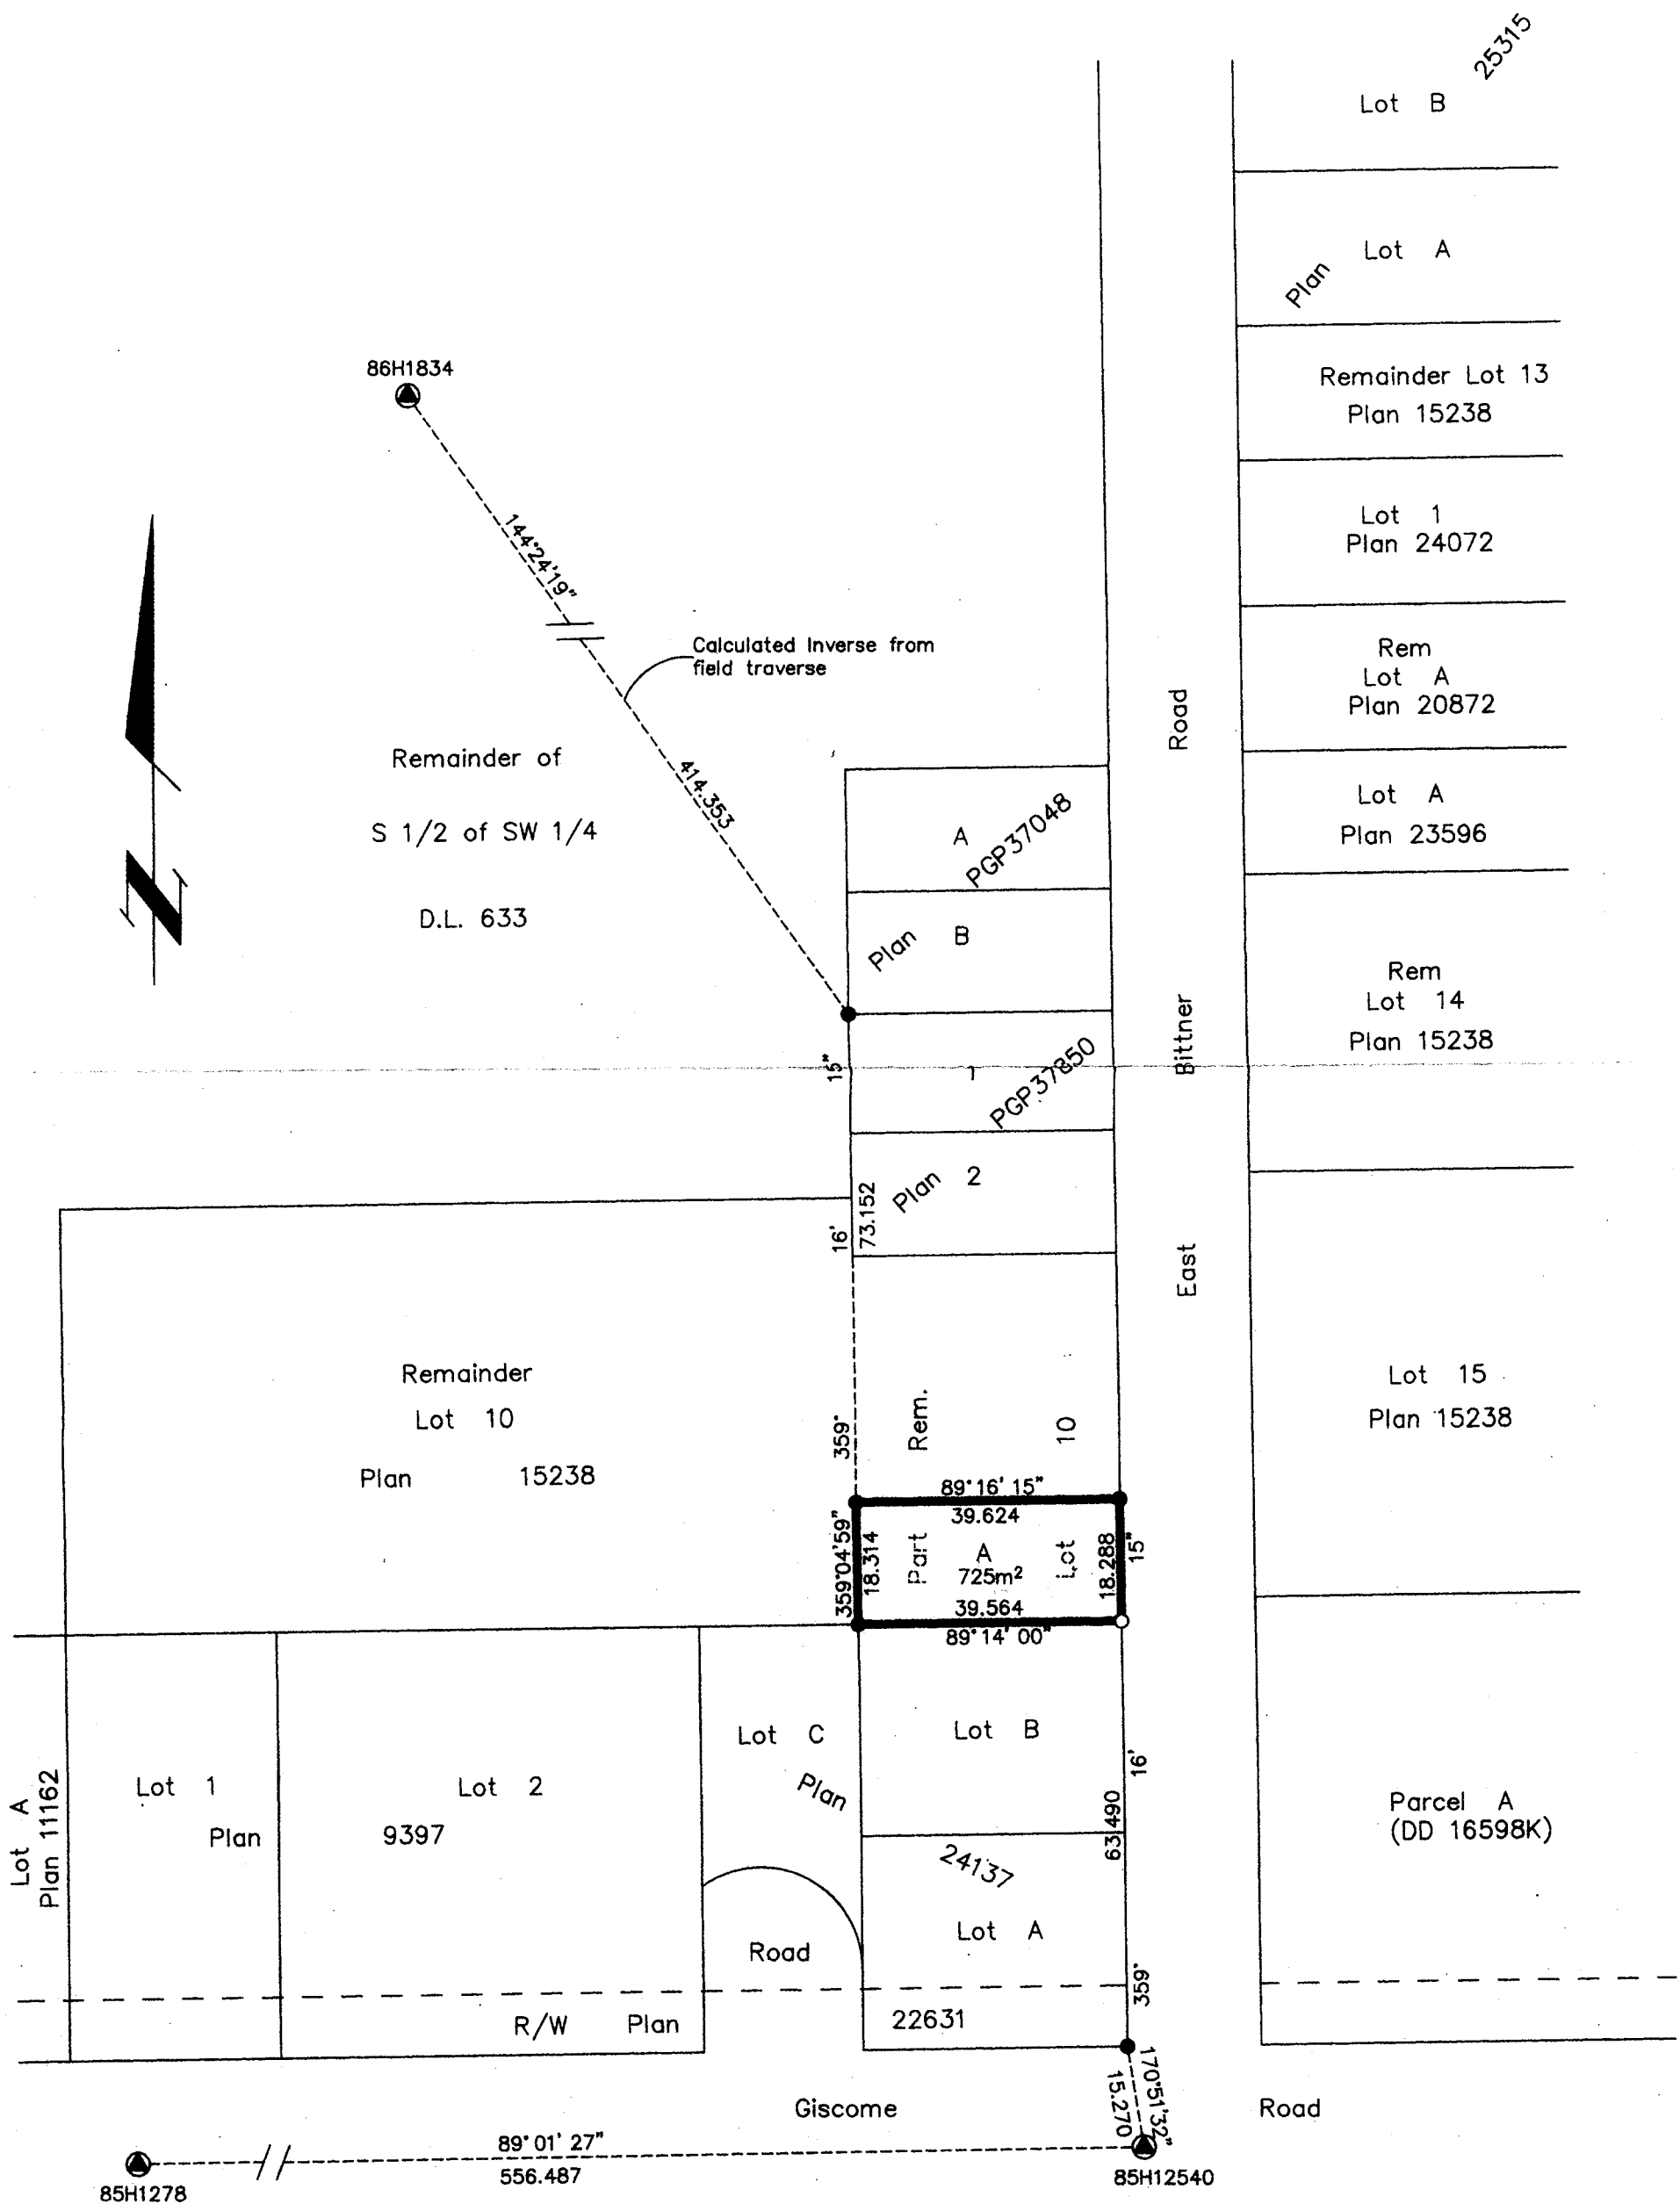 25315
Lot B
Lot A
Plan
Remainder Lot 13
Plan 15238
86H1834
Lot 1
Plan 24072
144°24'19"
Calculated Inverse from
field traverse
Rem
Lot A
Plan 20872
Road
Remainder of
S 1/2 of SW 1/4
D.L. 633
414.353
A
PGP37048
Plan B
Lot A
Plan 23596
Rem
Lot 14
Plan 15238
Bittner
15"
1
PGP37850
Plan 2
73.152
16'
East
Remainder
Lot 10
Plan 15238
359°
Rem.
10
Lot 15
Plan 15238
89°16'15"
39.624
359°04'59"
18.314
Part
A
725m²
Lot
18.288
15"
39.564
89°14'00"
Lot A
Plan 11162
Lot 1
Plan
Lot 2
9397
Lot C
Plan
Lot B
16'
63.490
24137
Lot A
Parcel A
(DD 16598K)
Road
359°
R/W Plan
22631
170°51'32"
15.270
Giscome
Road
89°01'27"
556.487
85H1278
85H12540
N